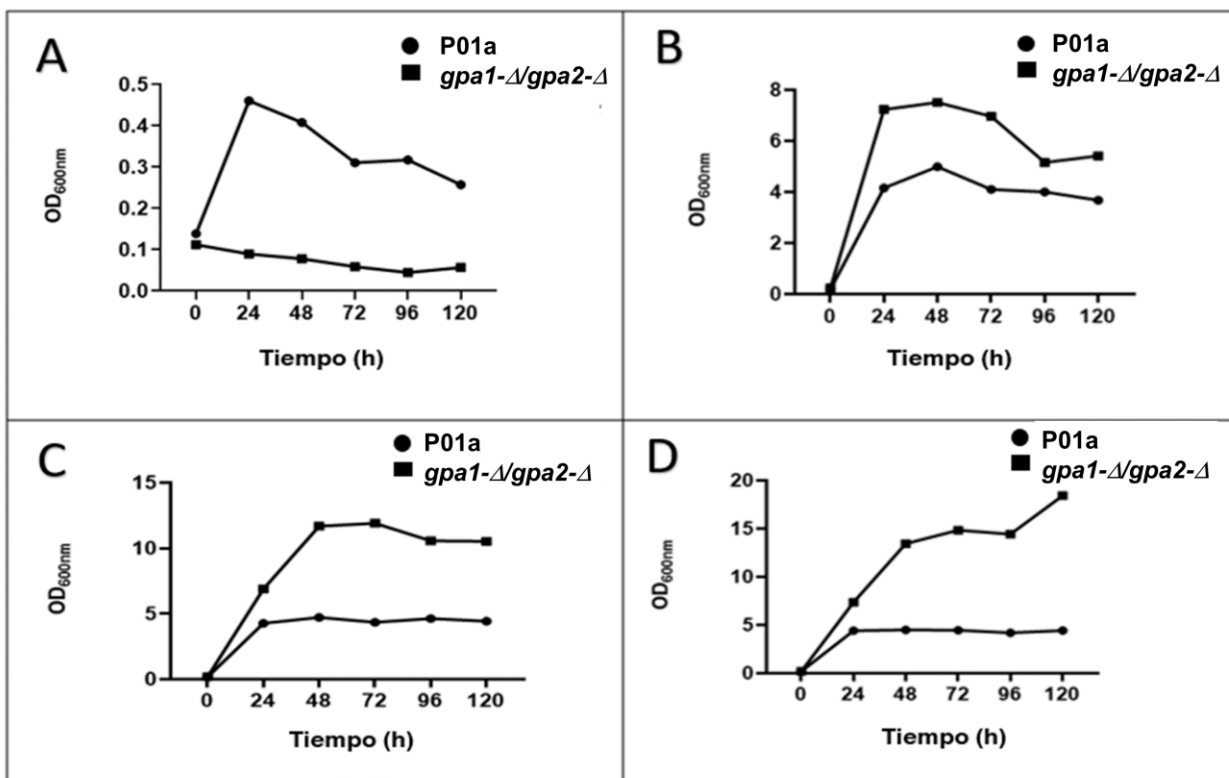 A
P01a
gpa1-Δ/gpa2-Δ
0.5
0.4
0.3
0.2
0.1
0.0
OD600nm
0 24 48 72 96 120
Tiempo (h)
B
P01a
gpa1-Δ/gpa2-Δ
8
6
4
2
0
OD600nm
0 24 48 72 96 120
Tiempo (h)
C
P01a
gpa1-Δ/gpa2-Δ
15
10
5
0
OD600nm
0 24 48 72 96 120
Tiempo (h)
D
P01a
gpa1-Δ/gpa2-Δ
20
15
10
5
0
OD600nm
0 24 48 72 96 120
Tiempo (h)